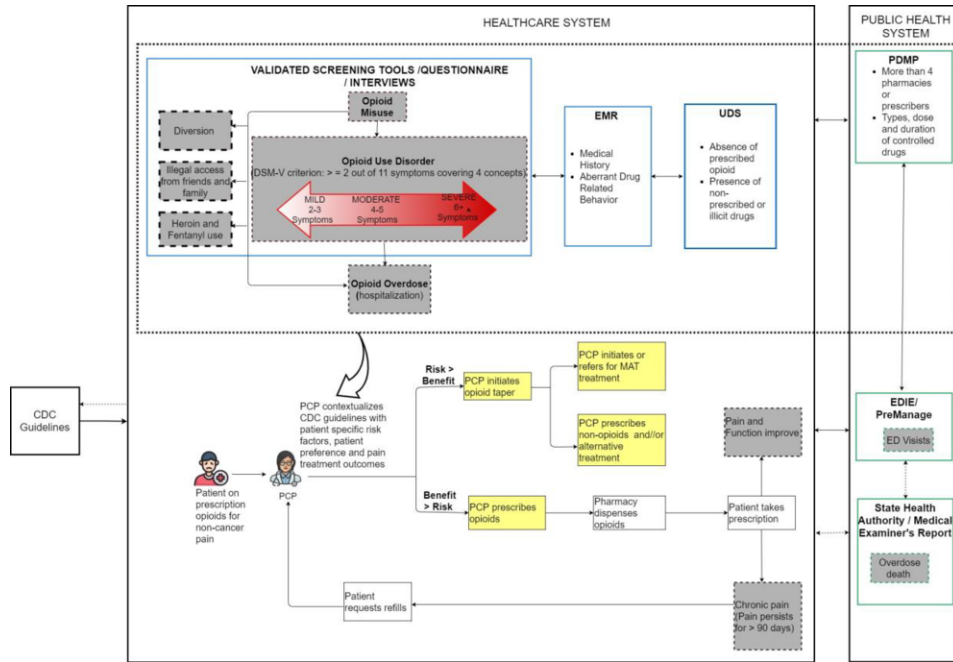 HEALTHCARE SYSTEM
PUBLIC HEALTH
SYSTEM
VALIDATED SCREENING TOOLS /QUESTIONNAIRE
/ INTERVIEWS
Opioid
Misuse
Diversion
Illegal access
from friends and
family
Heroin and
Fentanyl use
Opioid Use Disorder
(DSM-V criterion: > = 2 out of 11 symptoms covering 4 concepts)
MILD
2-3
Symptoms
MODERATE
4-5
Symptoms
SEVERE
6+
Symptoms
Opioid Overdose
(hospitalization)
EMR
• Medical
History
• Aberrant Drug
Related
Behavior
UDS
• Absence of
prescribed
opioid
• Presence of
non-
prescribed or
illicit drugs
PDMP
• More than 4
pharmacies
or
prescribers
• Types, dose
and duration
of controlled
drugs
CDC
Guidelines
Patient on
prescription
opioids for
non-cancer
pain
PCP
PCP contextualizes
CDC guidelines with
patient specific risk
factors, patient
preference and pain
treatment outcomes
Risk >
Benefit
PCP initiates
opioid taper
PCP initiates or
refers for MAT
treatment
PCP prescribes
non-opioids and//or
alternative
treatment
Benefit
> Risk
PCP prescribes
opioids
Pharmacy
dispenses
opioids
Patient takes
prescription
Pain and
Function improve
Chronic pain
(Pain persists
for > 90 days)
Patient
requests refills
EDIE/
PreManage
ED Visists
State Health
Authority / Medical
Examiner's Report
Overdose
death